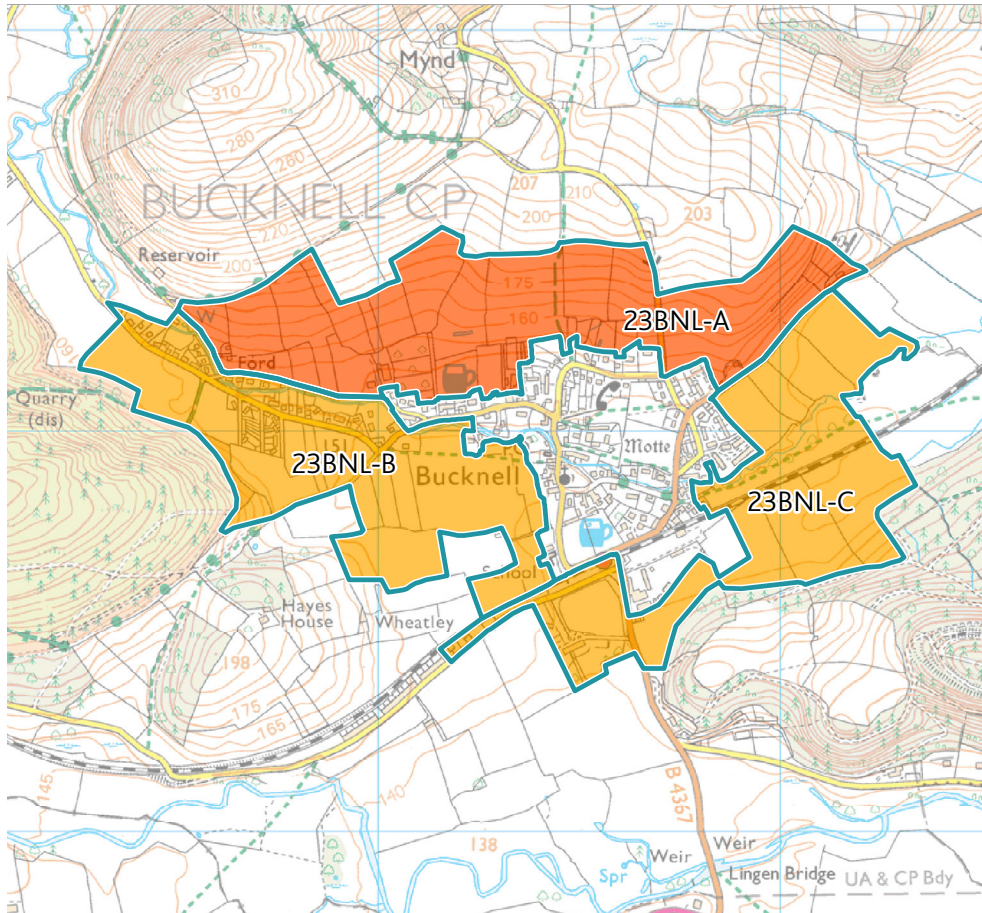 Mynd
310
280
260
BUCKNELL CP
207
210
203
220
200
Reservoir
200
175
160
23BNL-A
W
Ford
160
Quarry
(dis)
151
23BNL-B
Bucknell
Motte
23BNL-C
School
Hayes
House
Wheatley
198
175
165
145
140
B 4367
138
Weir
Weir
Spr
Lingen Bridge
UA & CP Bdy